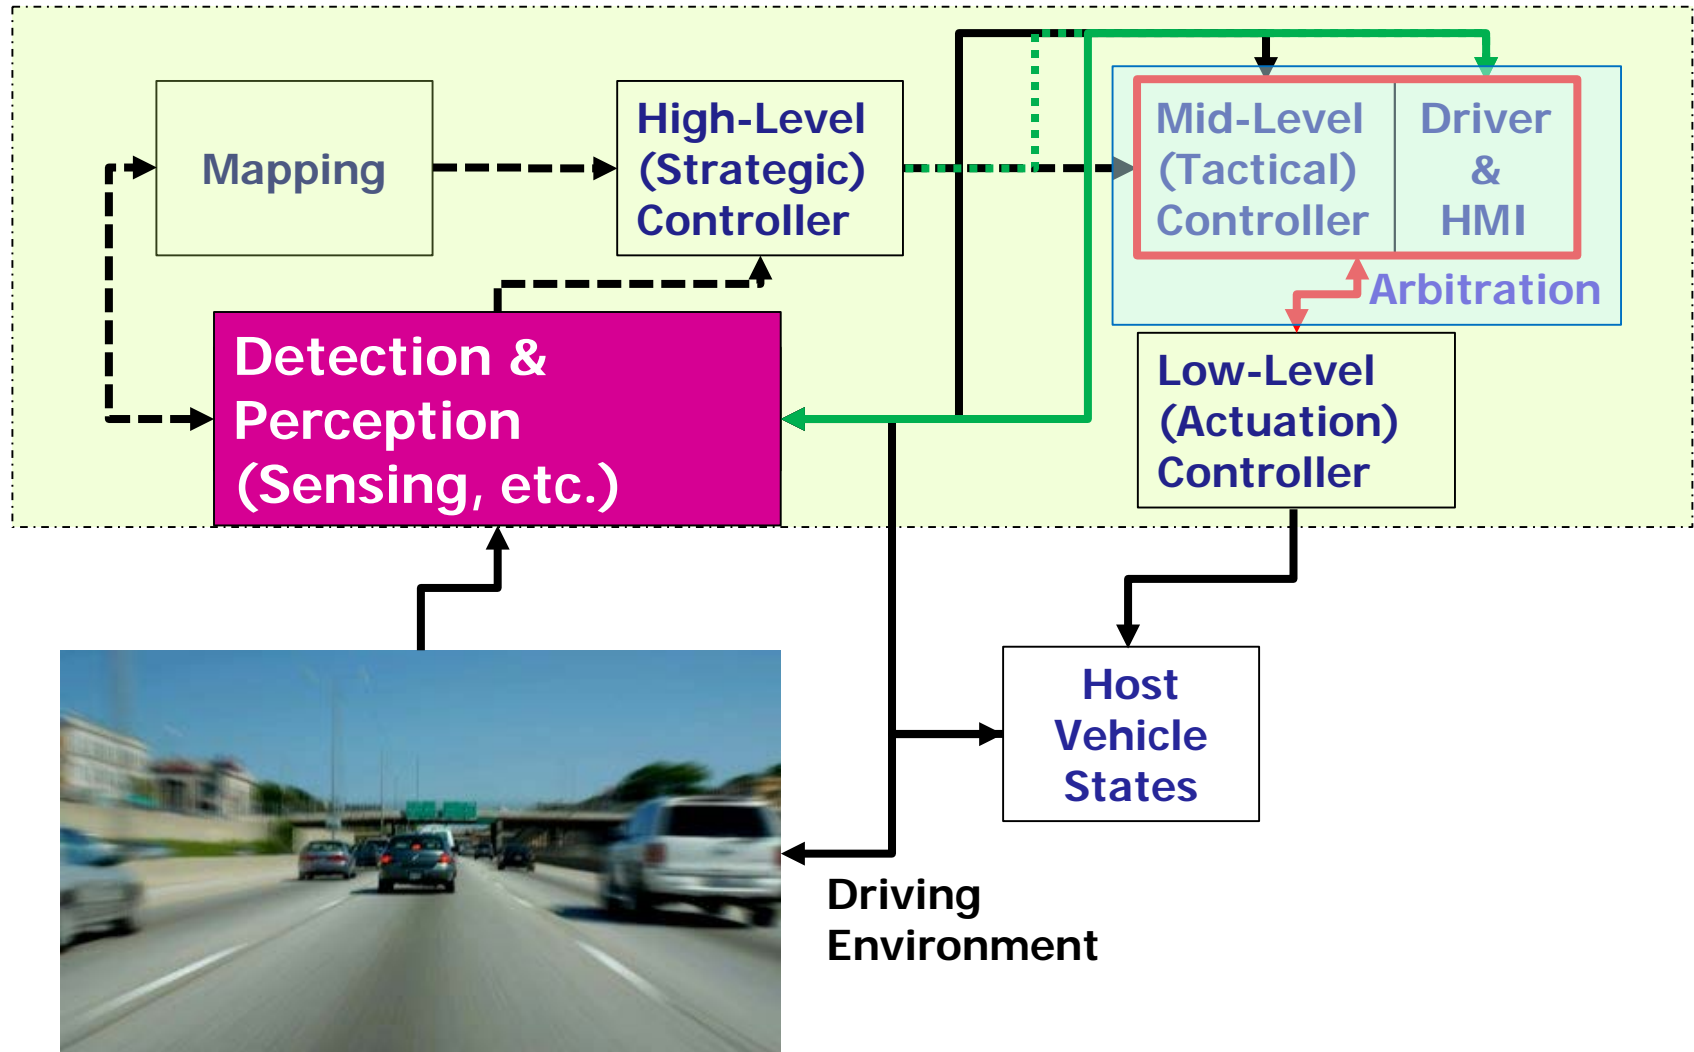 Mapping
High-Level
(Strategic)
Controller
Mid-Level
(Tactical)
Controller
Driver
&
HMI
Arbitration
Detection &
Perception
(Sensing, etc.)
Low-Level
(Actuation)
Controller
Host
Vehicle
States
Driving
Environment